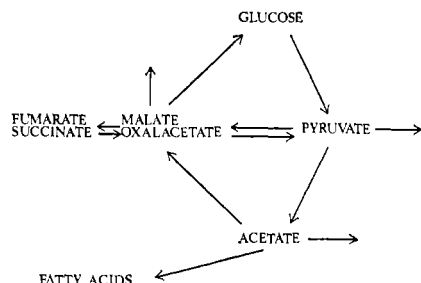 GLUCOSE
FUMARATE MALATE
SUCCINATE OXALACETATE PYRUVATE
ACETATE
FATTY ACIDS